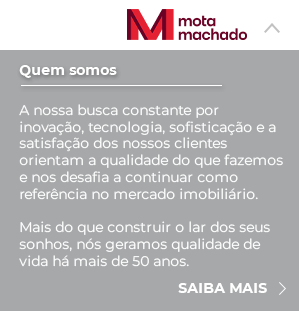 mota
machado
Quem somos
A nossa busca constante por
inovação, tecnologia, sofisticação e a
satisfação dos nossos clientes
orientam a qualidade do que fazemos
e nos desafia a continuar como
referência no mercado imobiliário.
Mais do que construir o lar dos seus
sonhos, nós geramos qualidade de
vida há mais de 50 anos.
SAIBA MAIS